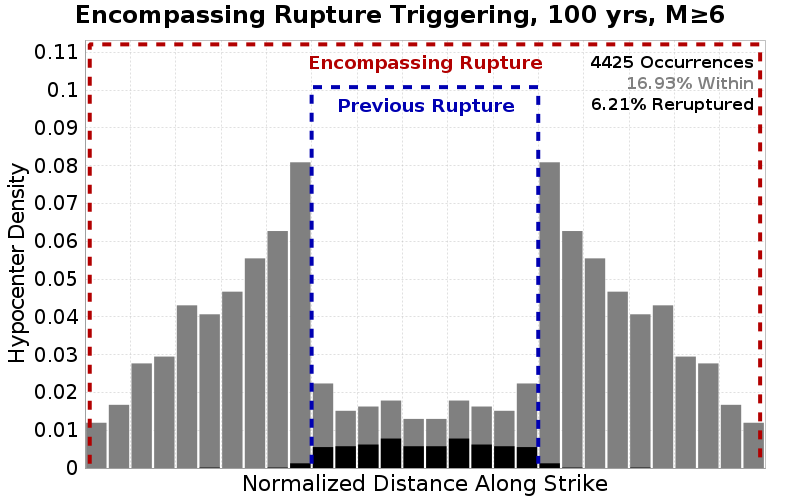 Encompassing Rupture Triggering, 100 yrs, M≥6
Encompassing Rupture
Previous Rupture
4425 Occurrences
16.93% Within
6.21% Reruptured
Hypocenter Density
0.11
0.1
0.09
0.08
0.07
0.06
0.05
0.04
0.03
0.02
0.01
0
Normalized Distance Along Strike